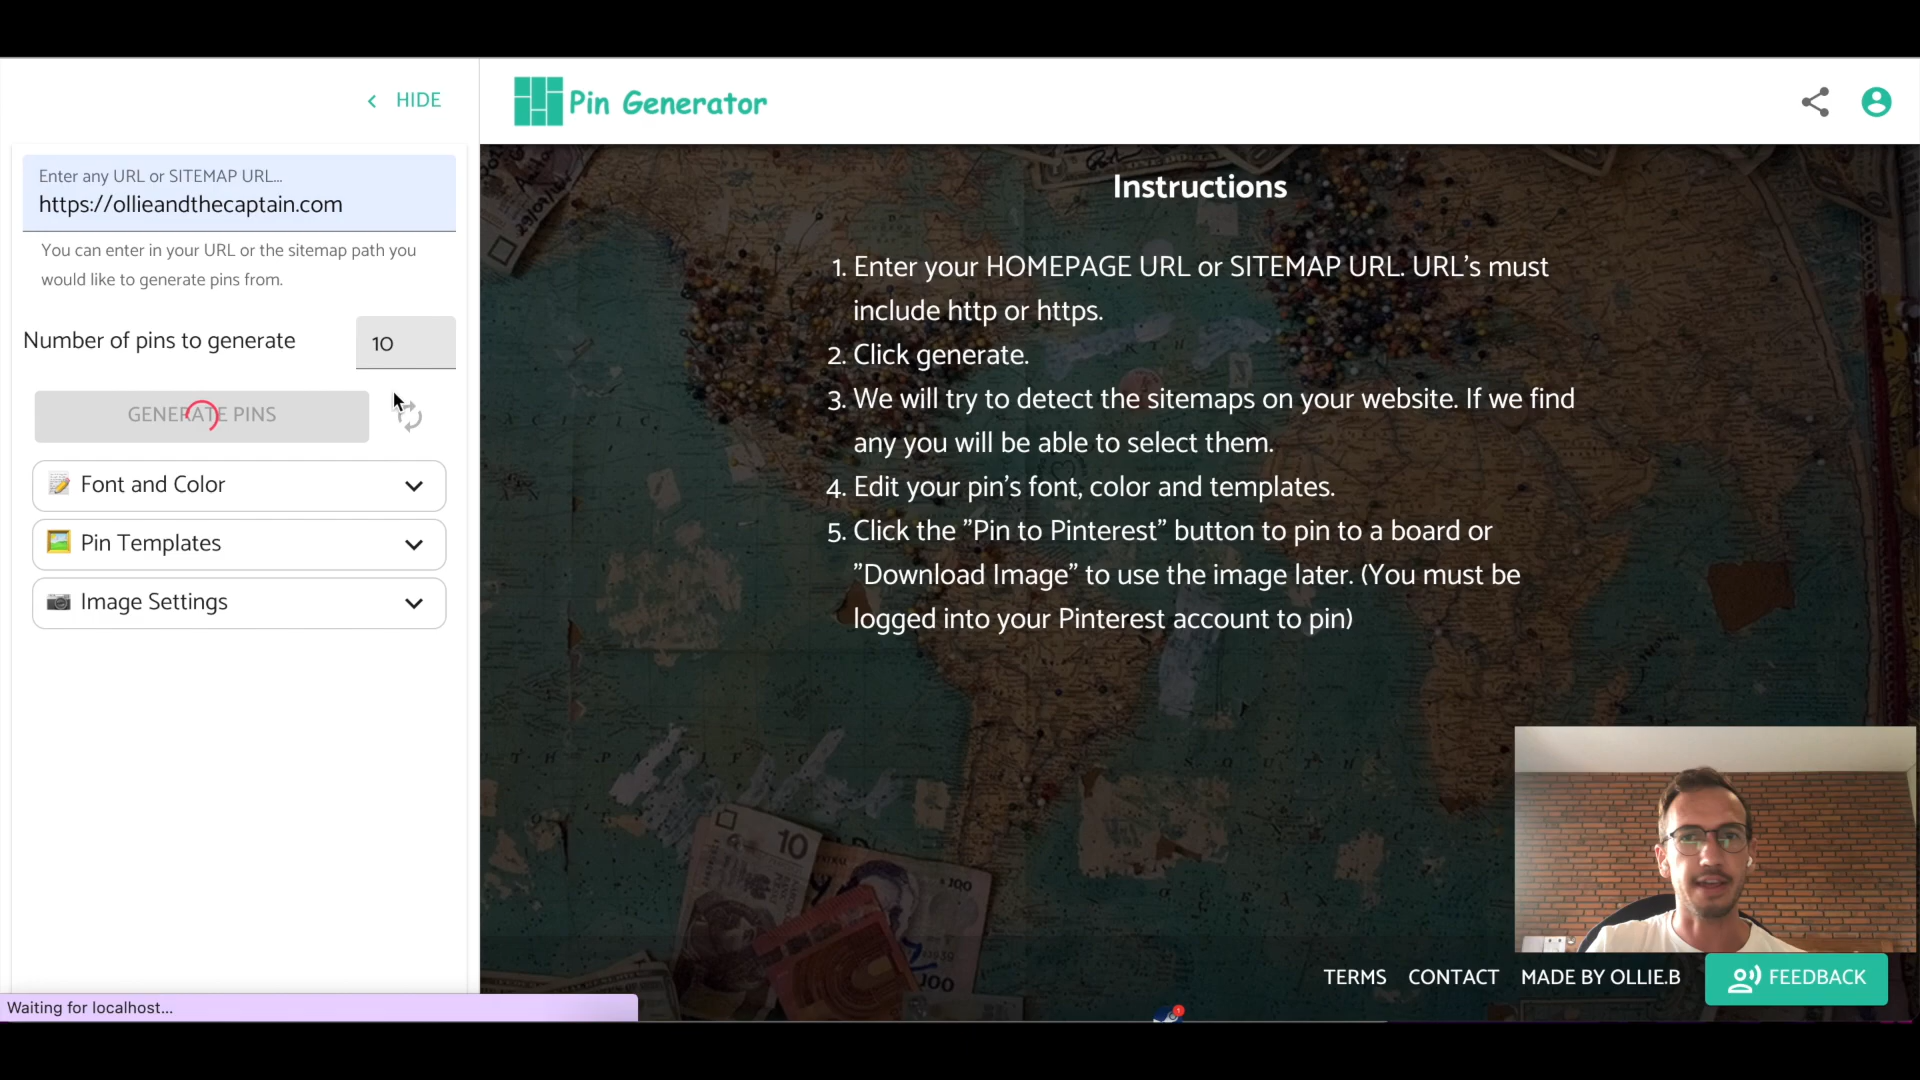 HIDE
Pin Generator
Enter any URL or SITEMAP URL...
https://ollieandthecaptain.com
You can enter in your URL or the sitemap path you
would like to generate pins from.
Number of pins to generate
10
GENERATE PINS
Font and Color
Pin Templates
Image Settings
Instructions
1. Enter your HOMEPAGE URL or SITEMAP URL. URL's must
include http or https.
2. Click generate.
3. We will try to detect the sitemaps on your website. If we find
any you will be able to select them.
4. Edit your pin's font, color and templates.
5. Click the "Pin to Pinterest" button to pin to a board or
"Download Image" to use the image later. (You must be
logged into your Pinterest account to pin)
10
100
100
TERMS
CONTACT
MADE BY OLLIE.B
FEEDBACK
Waiting for localhost...
1